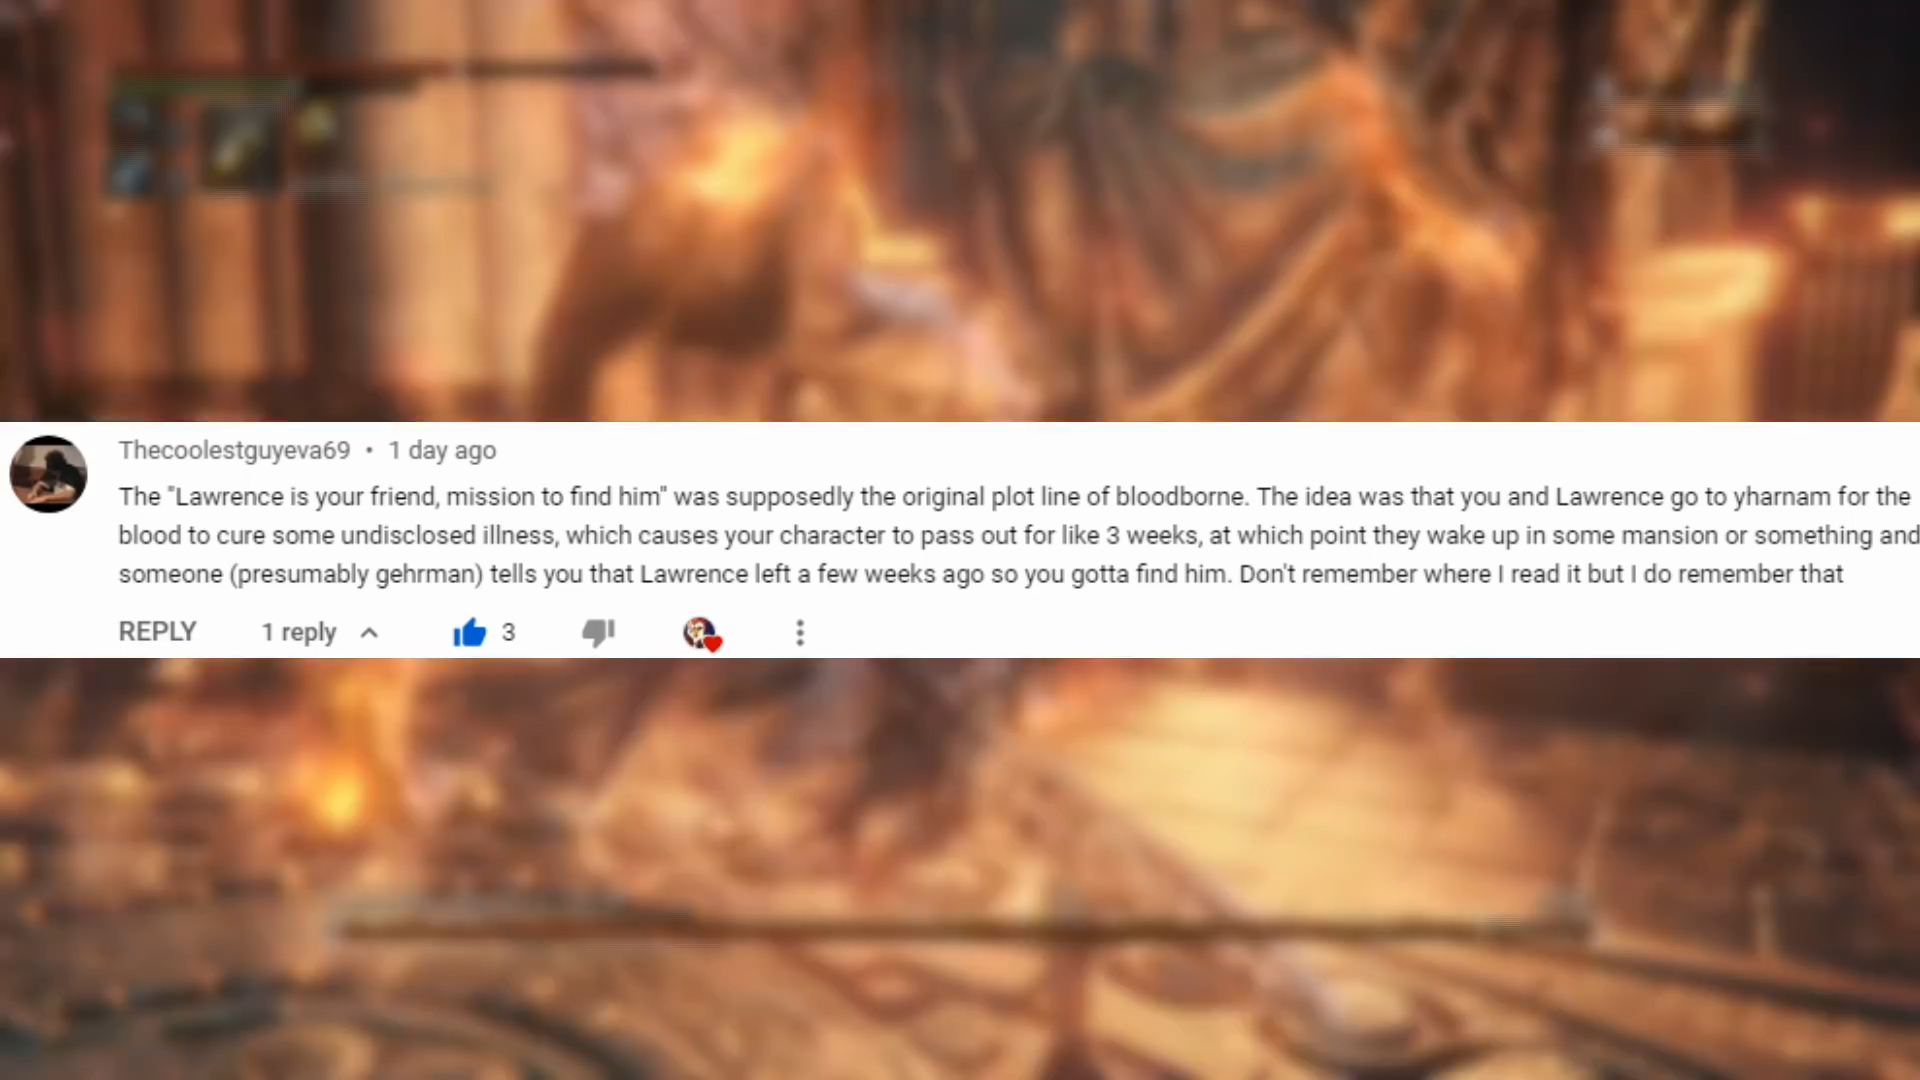 Thecoolestguyeva69 • 1 day ago
The "Lawrence is your friend, mission to find him" was supposedly the original plot line of bloodborne. The idea was that you and Lawrence go to yharnam for the
blood to cure some undisclosed illness, which causes your character to pass out for like 3 weeks, at which point they wake up in some mansion or something and
someone (presumably gehrman) tells you that Lawrence left a few weeks ago so you gotta find him. Don't remember where I read it but I do remember that
REPLY 1 reply 3